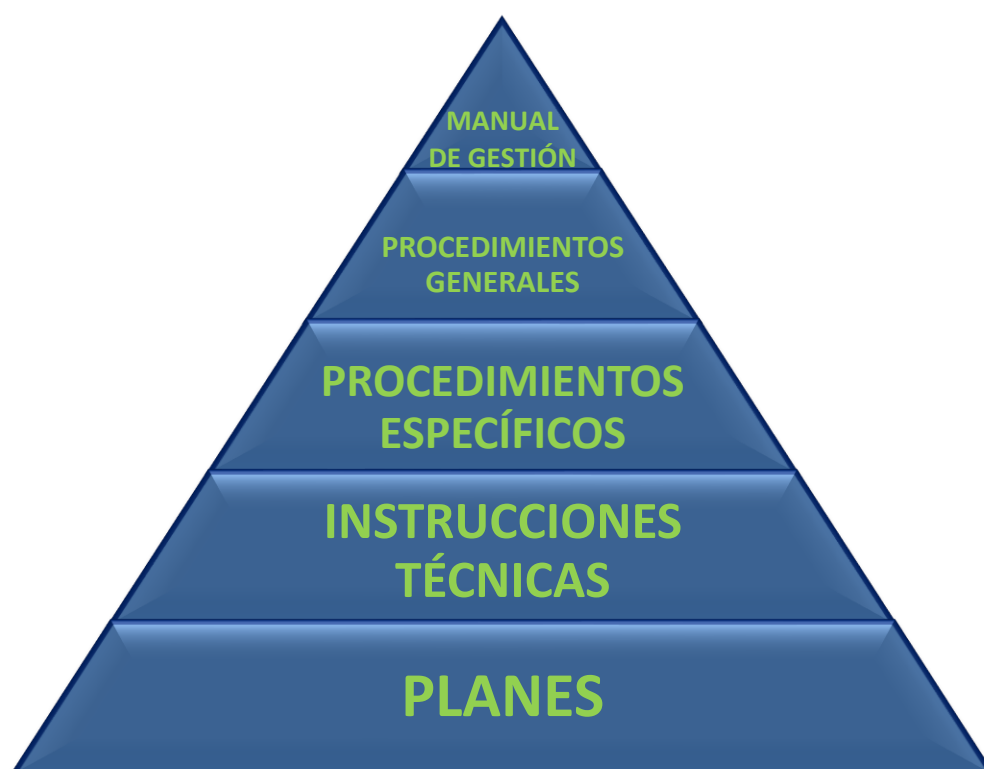 MANUAL
DE GESTIÓN
PROCEDIMIENTOS
GENERALES
PROCEDIMIENTOS
ESPECÍFICOS
INSTRUCCIONES
TÉCNICAS
PLANES